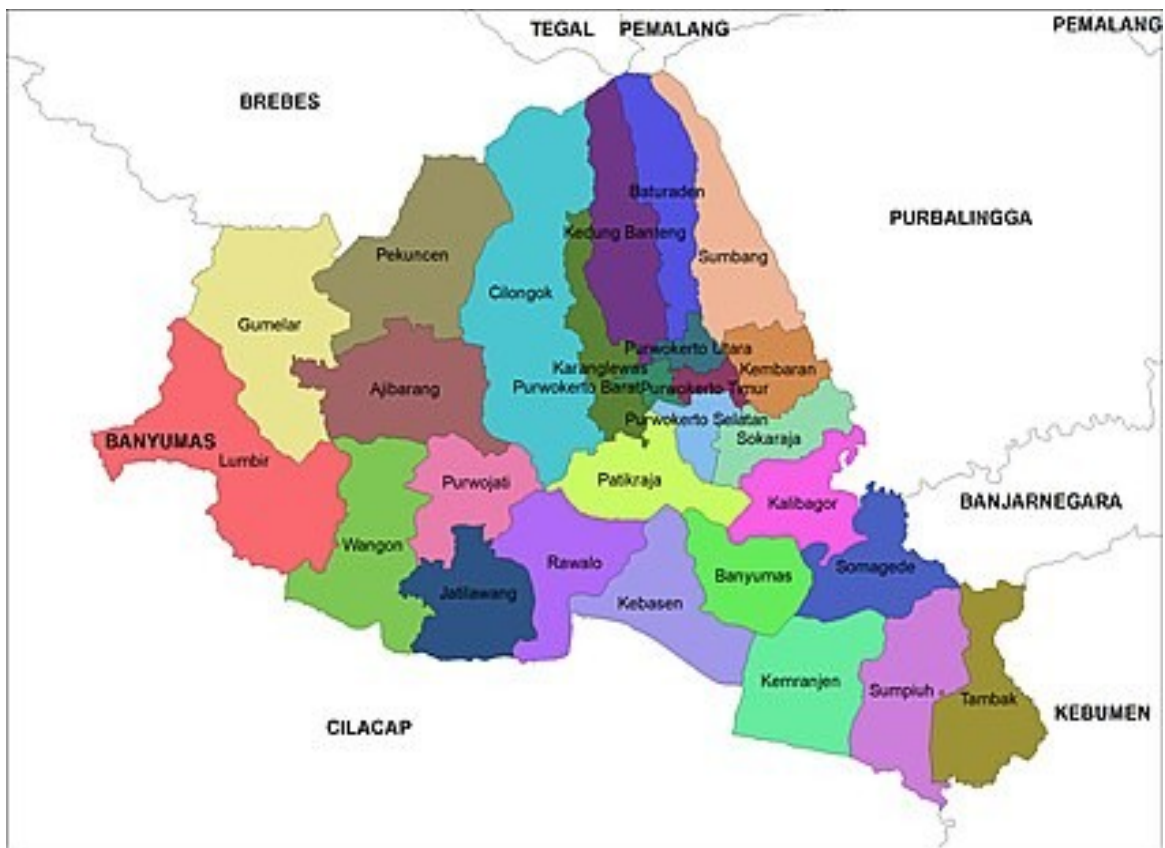 TEGAL
PEMALANG
PEMALANG
BREBES
Baturaden
PURBALINGGA
Kedung Banteng
Pekuncen
Sumbang
Cilongok
Gumelar
Purwokerto Utara
Karanglewas
Kembaran
Ajibarang
Purwokerto Barat
Purwokerto Timur
Purwokerto Selatan
BANYUMAS
Sokaraja
Lumbir
Purwojati
Patikraja
Kalibagor
BANJARNEGARA
Wangon
Rawalo
Banyumas
Somagede
Jatilawang
Kebasen
Kemranjen
Sumpiuh
Tambak
KEBUMEN
CILACAP